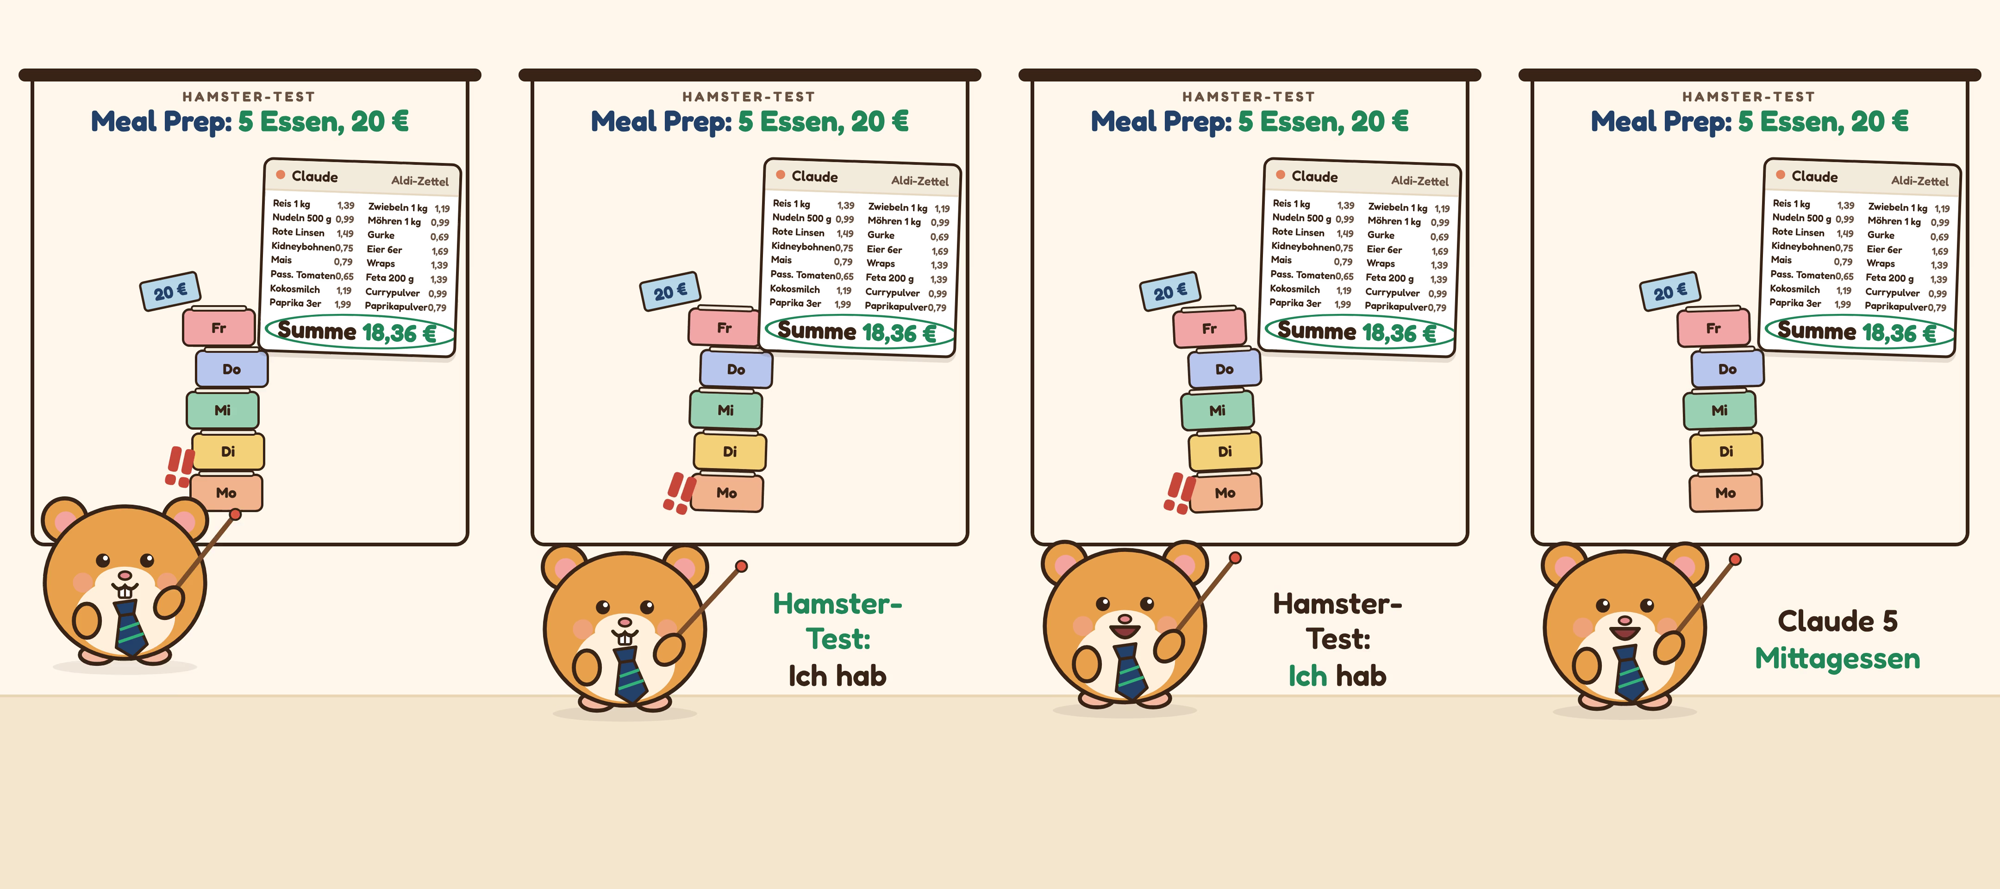 HAMSTER-TEST
Meal Prep: 5 Essen, 20 €
Claude Aldi-Zettel
Reis 1 kg 1,39 Zwiebeln 1 kg 1,19
Nudeln 500 g 0,99 Möhren 1 kg 0,99
Rote Linsen 1,49 Gurke 0,69
Kidneybohnen 0,75 Eier 6er 1,69
Mais 0,79 Wraps 1,39
Pass. Tomaten 0,65 Feta 200 g 1,39
Kokosmilch 1,19 Currypulver 0,99
Paprika 3er 1,99 Paprikapulver 0,79
Summe 18,36 €
20 €
Fr
Do
Mi
Di
!!
Mo
HAMSTER-TEST
Meal Prep: 5 Essen, 20 €
Claude Aldi-Zettel
Reis 1 kg 1,39 Zwiebeln 1 kg 1,19
Nudeln 500 g 0,99 Möhren 1 kg 0,99
Rote Linsen 1,49 Gurke 0,69
Kidneybohnen 0,75 Eier 6er 1,69
Mais 0,79 Wraps 1,39
Pass. Tomaten 0,65 Feta 200 g 1,39
Kokosmilch 1,19 Currypulver 0,99
Paprika 3er 1,99 Paprikapulver 0,79
Summe 18,36 €
20 €
Fr
Do
Mi
Di
!!
Mo
Hamster-
Test:
Ich hab
HAMSTER-TEST
Meal Prep: 5 Essen, 20 €
Claude Aldi-Zettel
Reis 1 kg 1,39 Zwiebeln 1 kg 1,19
Nudeln 500 g 0,99 Möhren 1 kg 0,99
Rote Linsen 1,49 Gurke 0,69
Kidneybohnen 0,75 Eier 6er 1,69
Mais 0,79 Wraps 1,39
Pass. Tomaten 0,65 Feta 200 g 1,39
Kokosmilch 1,19 Currypulver 0,99
Paprika 3er 1,99 Paprikapulver 0,79
Summe 18,36 €
20 €
Fr
Do
Mi
Di
!!
Mo
Hamster-
Test:
Ich hab
HAMSTER-TEST
Meal Prep: 5 Essen, 20 €
Claude Aldi-Zettel
Reis 1 kg 1,39 Zwiebeln 1 kg 1,19
Nudeln 500 g 0,99 Möhren 1 kg 0,99
Rote Linsen 1,49 Gurke 0,69
Kidneybohnen 0,75 Eier 6er 1,69
Mais 0,79 Wraps 1,39
Pass. Tomaten 0,65 Feta 200 g 1,39
Kokosmilch 1,19 Currypulver 0,99
Paprika 3er 1,99 Paprikapulver 0,79
Summe 18,36 €
20 €
Fr
Do
Mi
Di
Mo
Claude 5
Mittagessen